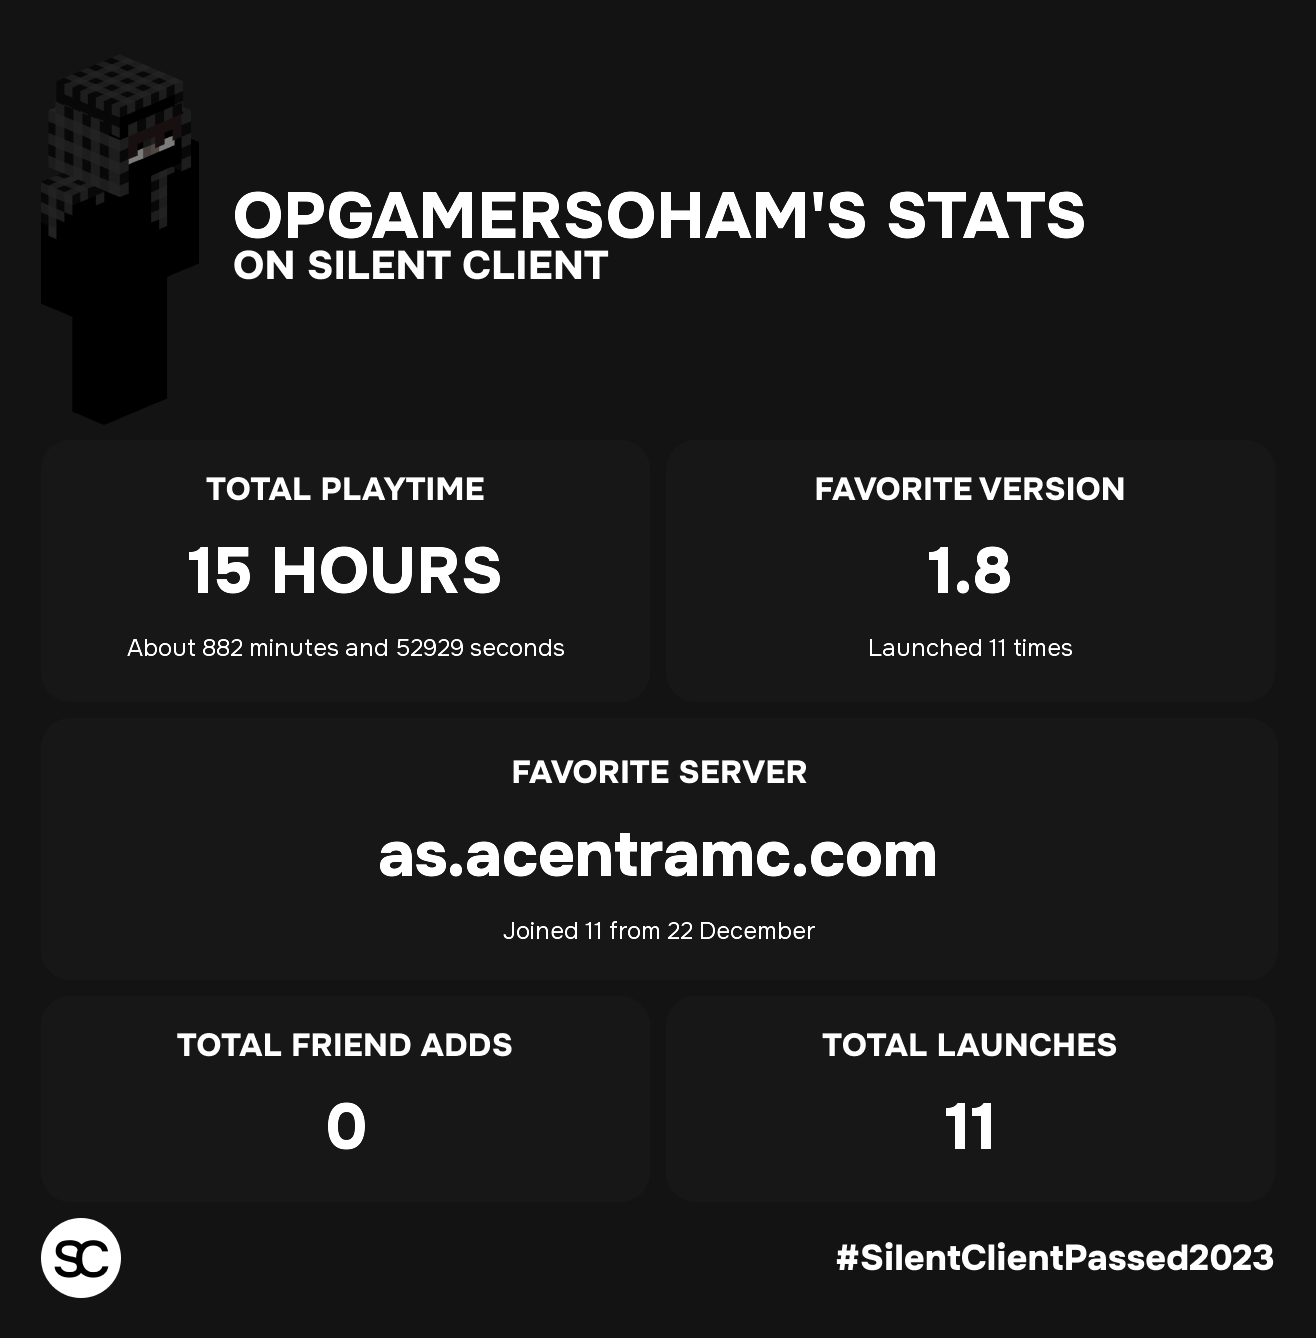 OPGAMERSOHAM'S STATS
ON SILENT CLIENT
TOTAL PLAYTIME
15 HOURS
About 882 minutes and 52929 seconds
FAVORITE VERSION
1.8
Launched 11 times
FAVORITE SERVER
as.acentramc.com
Joined 11 from 22 December
TOTAL FRIEND ADDS
0
TOTAL LAUNCHES
11
SC
#SilentClientPassed2023